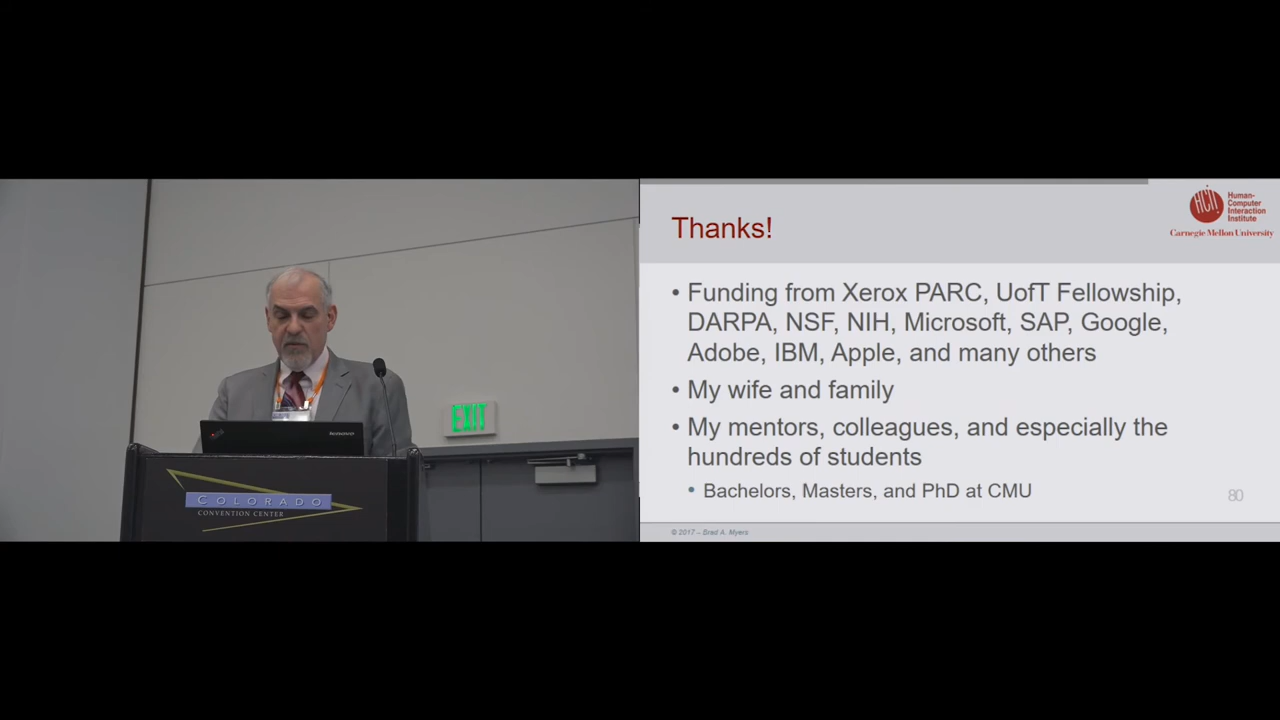 EXIT
lenovo
COLORADO
CONVENTION CENTER
Thanks!
HCII
Human-
Computer
Interaction
Institute
Carnegie Mellon University
• Funding from Xerox PARC, UofT Fellowship,
DARPA, NSF, NIH, Microsoft, SAP, Google,
Adobe, IBM, Apple, and many others
• My wife and family
• My mentors, colleagues, and especially the
hundreds of students
• Bachelors, Masters, and PhD at CMU
80
© 2017 – Brad A. Myers